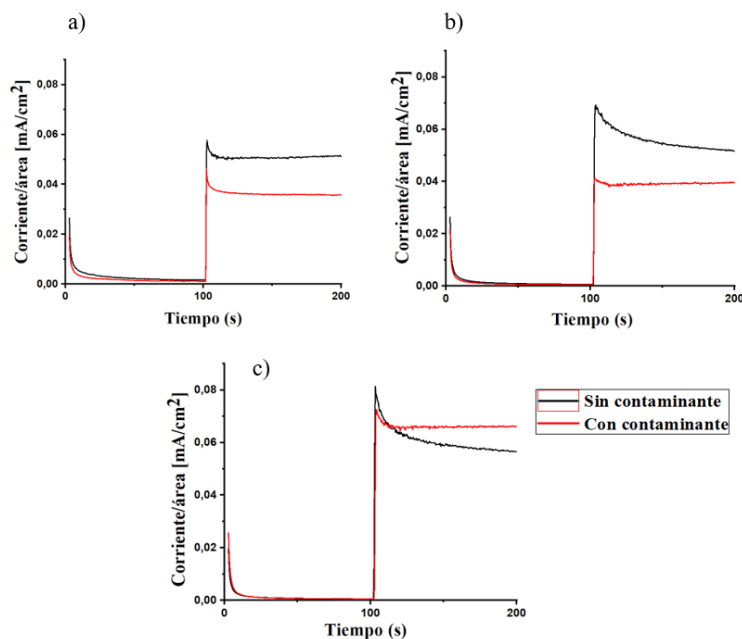 a)
Corriente/área [mA/cm²]
0,08
0,06
0,04
0,02
0,00
0
100
200
Tiempo (s)
b)
Corriente/área [mA/cm²]
0,08
0,06
0,04
0,02
0,00
0
100
200
Tiempo (s)
c)
Corriente/área [mA/cm²]
0,08
0,06
0,04
0,02
0,00
0
100
200
Tiempo (s)
Sin contaminante
Con contaminante